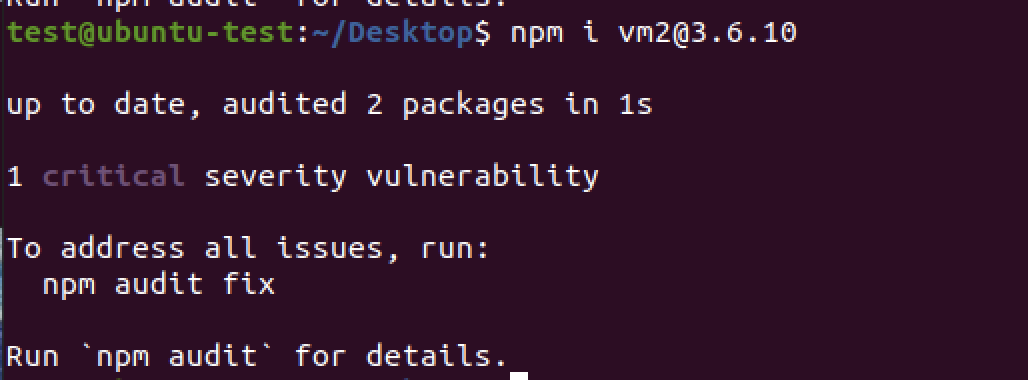 Run `npm audit` for details.
test@ubuntu-test:~/Desktop$ npm i vm2@3.6.10
up to date, audited 2 packages in 1s
1 critical severity vulnerability
To address all issues, run:
  npm audit fix
Run `npm audit` for details.